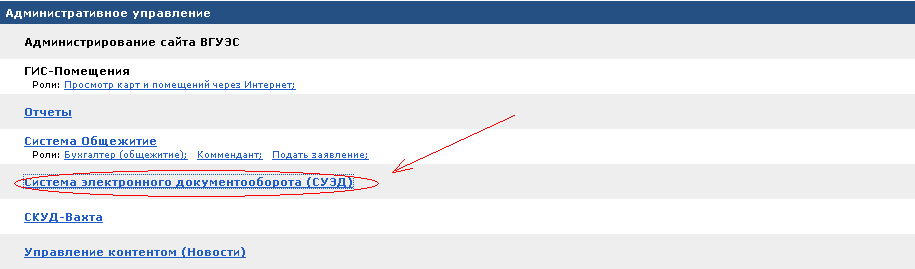 Административное управление
Администрирование сайта ВГУЭС
ГИС-Помещения
Роли: Просмотр карт и помещений через Интернет;
Отчеты
Система Общежитие
Роли: Бухгалтер (общежитие); Коммендант; Подать заявление;
Система электронного документооборота (СУЭД)
СКУД-Вахта
Управление контентом (Новости)